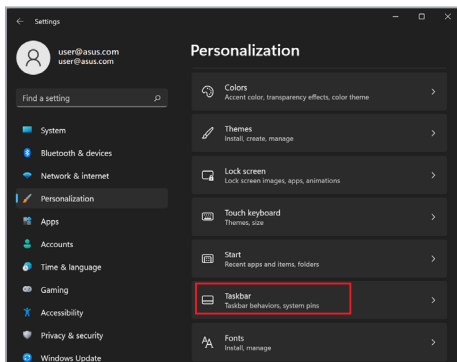 Settings
user@asus.com
user@asus.com
Find a setting
System
Bluetooth & devices
Network & internet
Personalization
Apps
Accounts
Time & language
Gaming
Accessibility
Privacy & security
Windows Update
Personalization
Colors
Accent color, transparency effects, color theme
Themes
Install, create, manage
Lock screen
Lock screen images, apps, animations
Touch keyboard
Themes, size
Start
Recent apps and items, folders
Taskbar
Taskbar behaviors, system pins
Fonts
Install, manage